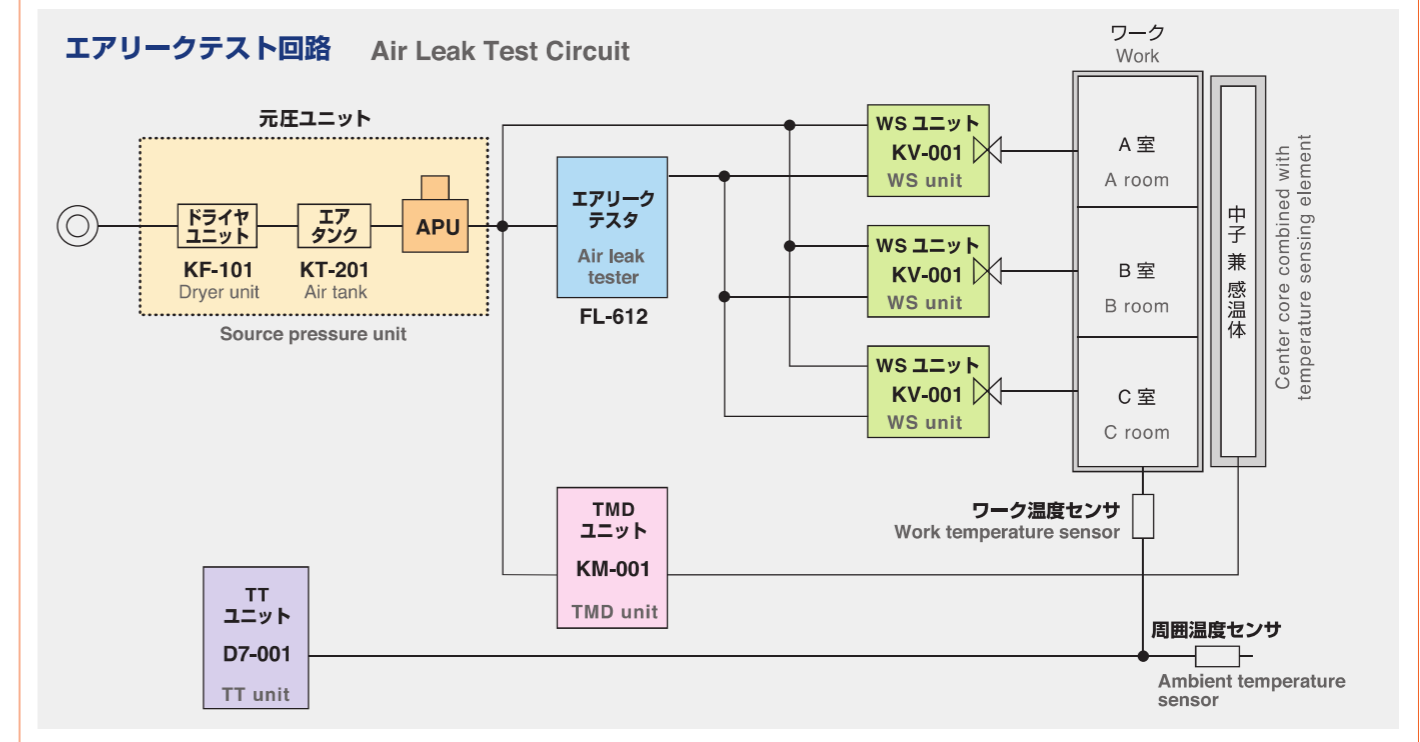 エアリークテスト回路 Air Leak Test Circuit
ワーク
Work
元圧ユニット
ドライヤ
ユニット
KF-101
Dryer unit
エア
タンク
KT-201
Air tank
APU
Source pressure unit
エアリーク
テスタ
Air leak
tester
FL-612
WS ユニット
KV-001
WS unit
WS ユニット
KV-001
WS unit
WS ユニット
KV-001
WS unit
A 室
A room
B 室
B room
C 室
C room
中子兼感温体
Center core combined with
temperature sensing element
ワーク温度センサ
Work temperature sensor
TMD
ユニット
KM-001
TMD unit
TT
ユニット
D7-001
TT unit
周囲温度センサ
Ambient temperature
sensor